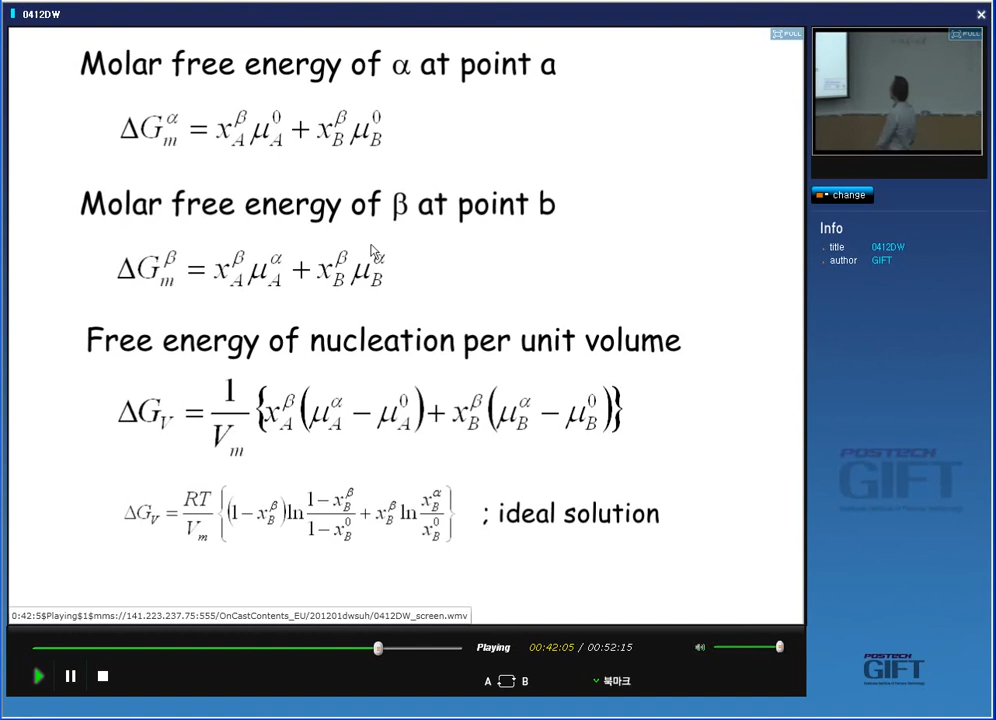 0412DW
Molar free energy of α at point a
ΔG_m^α = x_A^β μ_A^0 + x_B^β μ_B^0
Molar free energy of β at point b
ΔG_m^β = x_A^β μ_A^α + x_B^β μ_B^α
Free energy of nucleation per unit volume
ΔG_V = 1/V_m {x_A^β (μ_A^α − μ_A^0) + x_B^β (μ_B^α − μ_B^0)}
ΔG_V = RT/V_m {(1 − x_B^β) ln (1 − x_B^β)/(1 − x_B^0) + x_B^β ln x_B^α/x_B^0} ; ideal solution
0:42:5$Playing$1$mms://141.223.237.75:555/OnCastContents_EU/201201dwsuh/0412DW_screen.wmv
FULL
FULL
change
Info
title 0412DW
author GIFT
POSTECH
GIFT
Playing 00:42:05 / 00:52:15
A B 북마크
POSTECH
GIFT